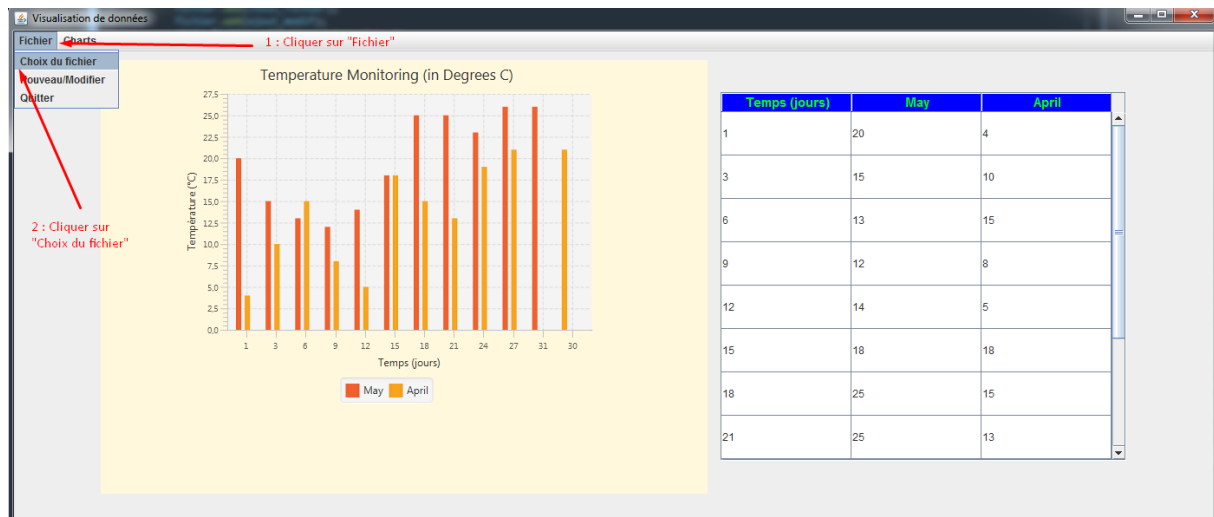 Visualisation de données
Fichier Charts
1 : Cliquer sur "Fichier"
Choix du fichier
Nouveau/Modifier
Quitter
2 : Cliquer sur
"Choix du fichier"
Temperature Monitoring (in Degrees C)
Température (°C)
27,5
25,0
22,5
20,0
17,5
15,0
12,5
10,0
7,5
5,0
2,5
0,0
1 3 6 9 12 15 18 21 24 27 31 30
Temps (jours)
May April
Temps (jours) May April
1 20 4
3 15 10
6 13 15
9 12 8
12 14 5
15 18 18
18 25 15
21 25 13